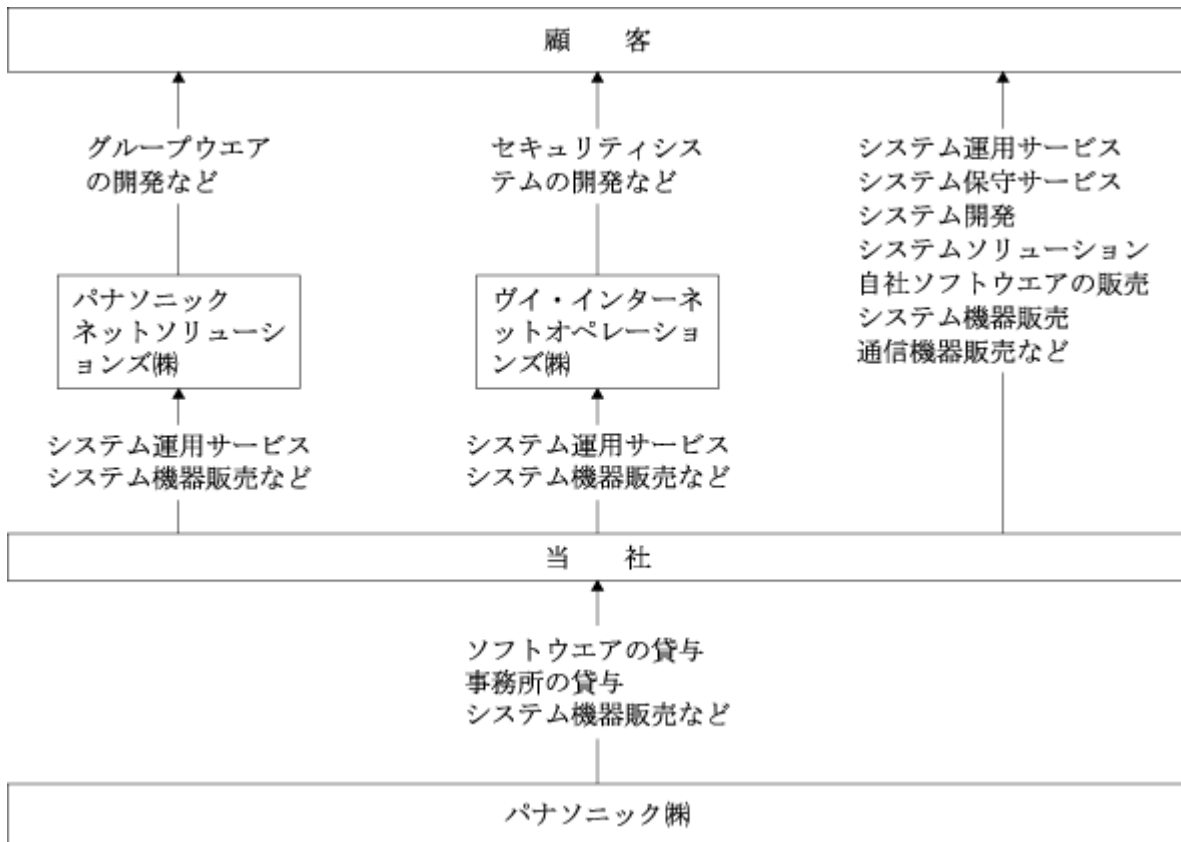 顧　　客
グループウエア
の開発など
セキュリティシス
テムの開発など
システム運用サービス
システム保守サービス
システム開発
システムソリューション
自社ソフトウエアの販売
システム機器販売
通信機器販売など
パナソニック
ネットソリューシ
ョンズ㈱
ヴイ・インターネ
ットオペレーショ
ンズ㈱
システム運用サービス
システム機器販売など
システム運用サービス
システム機器販売など
当　　社
ソフトウエアの貸与
事務所の貸与
システム機器販売など
パナソニック㈱